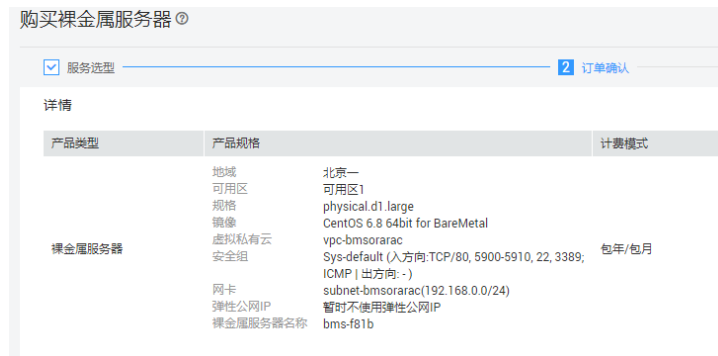 购买裸金属服务器
服务选型
2 订单确认
详情
产品类型 产品规格 计费模式
地域 北京一
可用区 可用区1
规格 physical.d1.large
镜像 CentOS 6.8 64bit for BareMetal
虚拟私有云 vpc-bmsorarac
裸金属服务器 安全组 Sys-default (入方向:TCP/80, 5900-5910, 22, 3389; 包年/包月
ICMP | 出方向: - )
网卡 subnet-bmsorarac(192.168.0.0/24)
弹性公网IP 暂时不使用弹性公网IP
裸金属服务器名称 bms-f81b